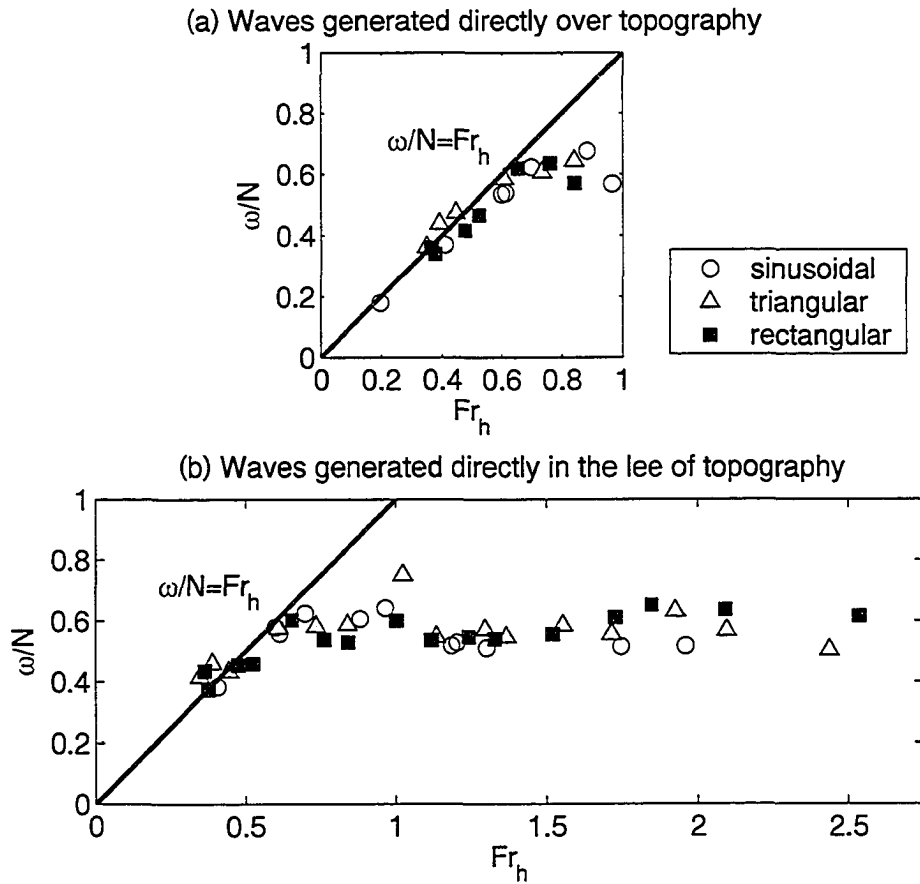 (a) Waves generated directly over topography
1
0.8
0.6
0.4
0.2
0
ω/N
ω/N=Fr_h
0 0.2 0.4 0.6 0.8 1
Fr_h
sinusoidal
triangular
rectangular
(b) Waves generated directly in the lee of topography
1
0.8
0.6
0.4
0.2
0
ω/N
ω/N=Fr_h
0 0.5 1 1.5 2 2.5
Fr_h